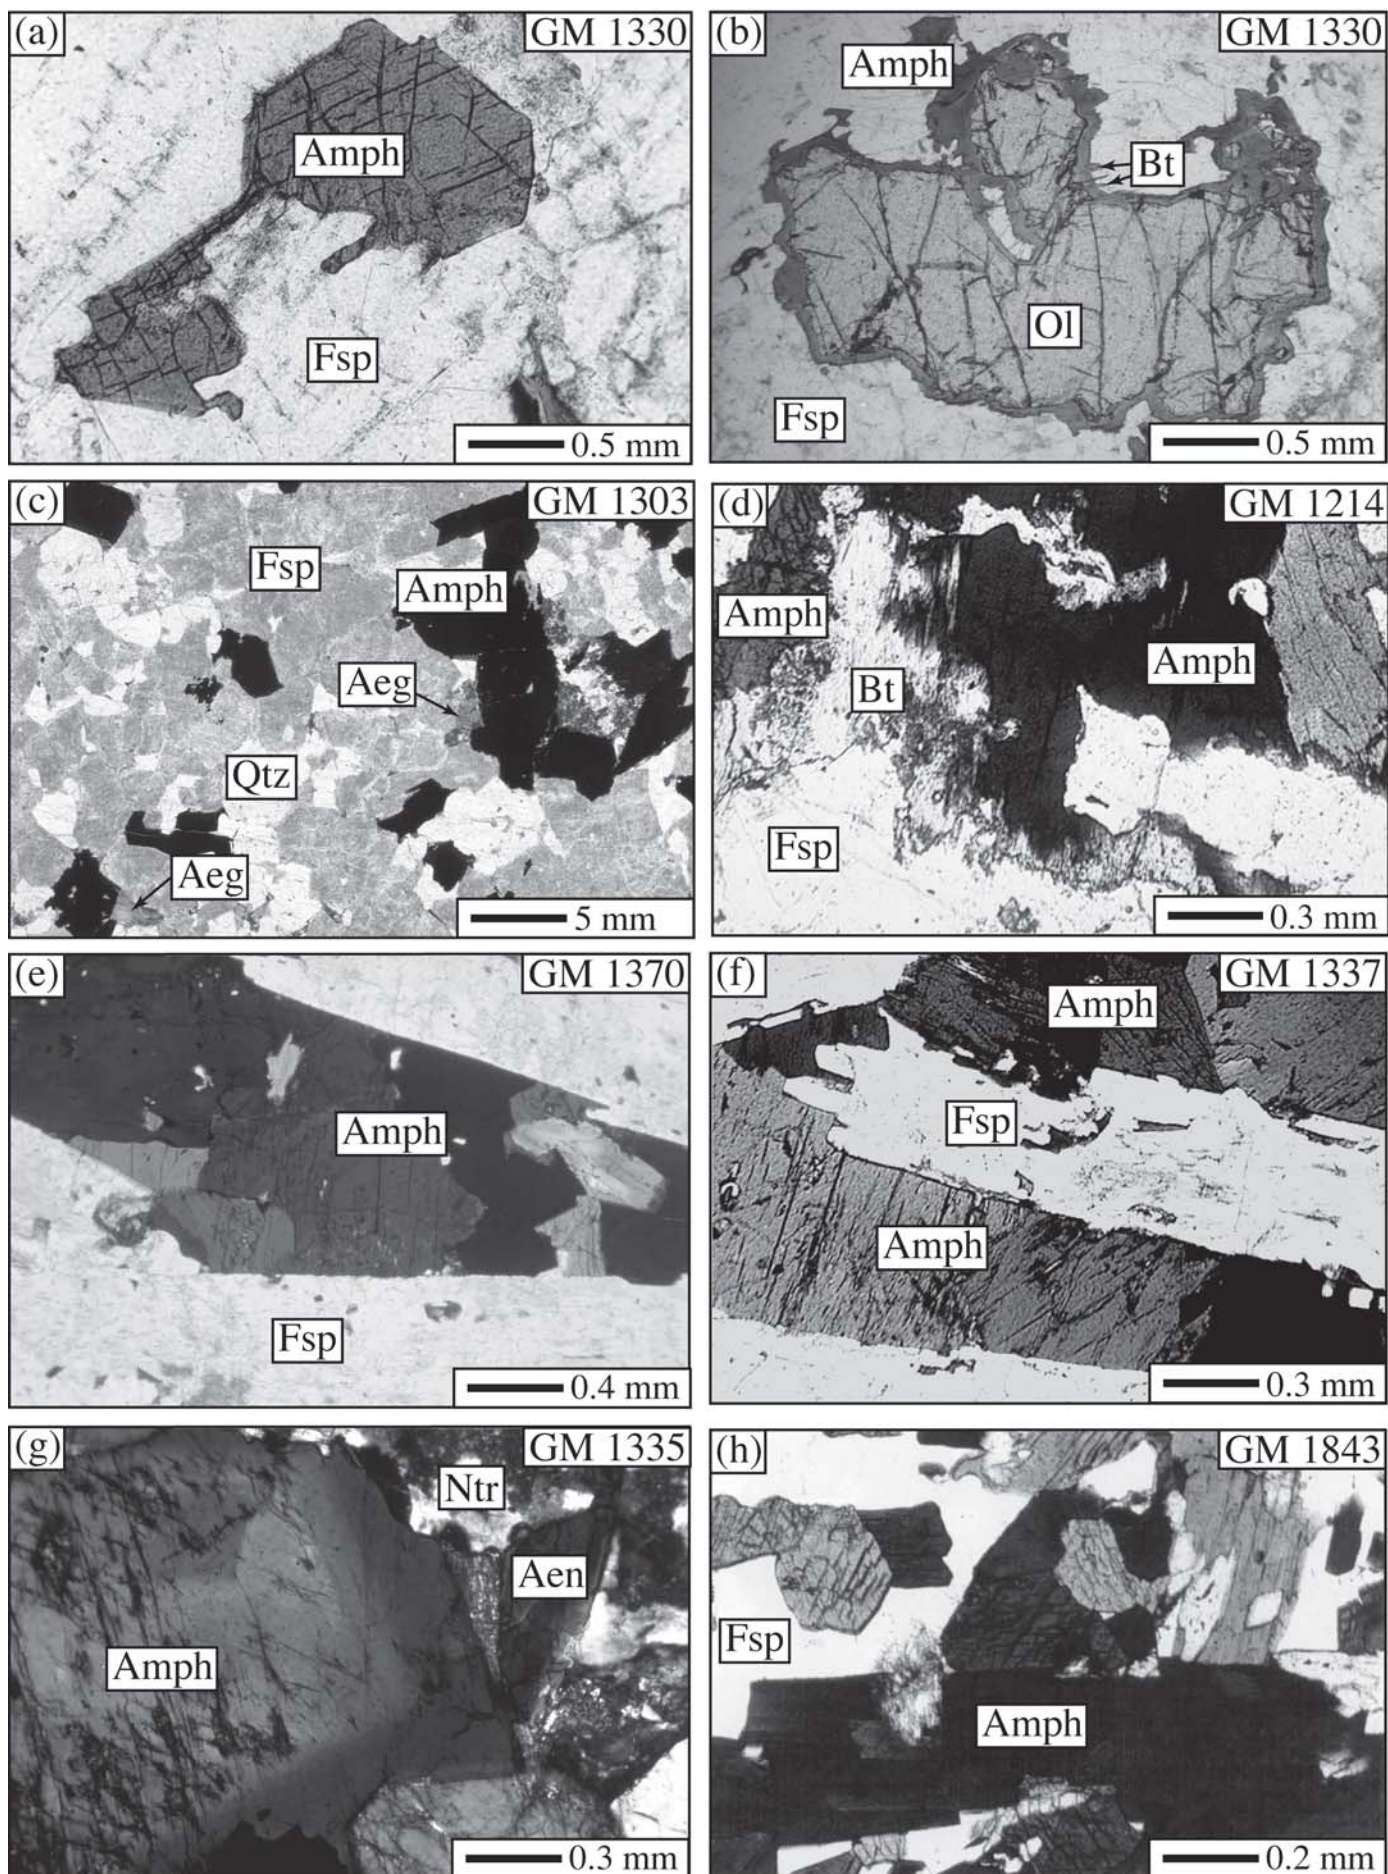 (a)
GM 1330
Amph
Fsp
0.5 mm
(b)
GM 1330
Amph
Bt
Ol
Fsp
0.5 mm
(c)
GM 1303
Fsp
Amph
Aeg
Qtz
Aeg
5 mm
(d)
GM 1214
Amph
Amph
Bt
Fsp
0.3 mm
(e)
GM 1370
Amph
Fsp
0.4 mm
(f)
GM 1337
Amph
Fsp
Amph
0.3 mm
(g)
GM 1335
Ntr
Aen
Amph
0.3 mm
(h)
GM 1843
Fsp
Amph
0.2 mm